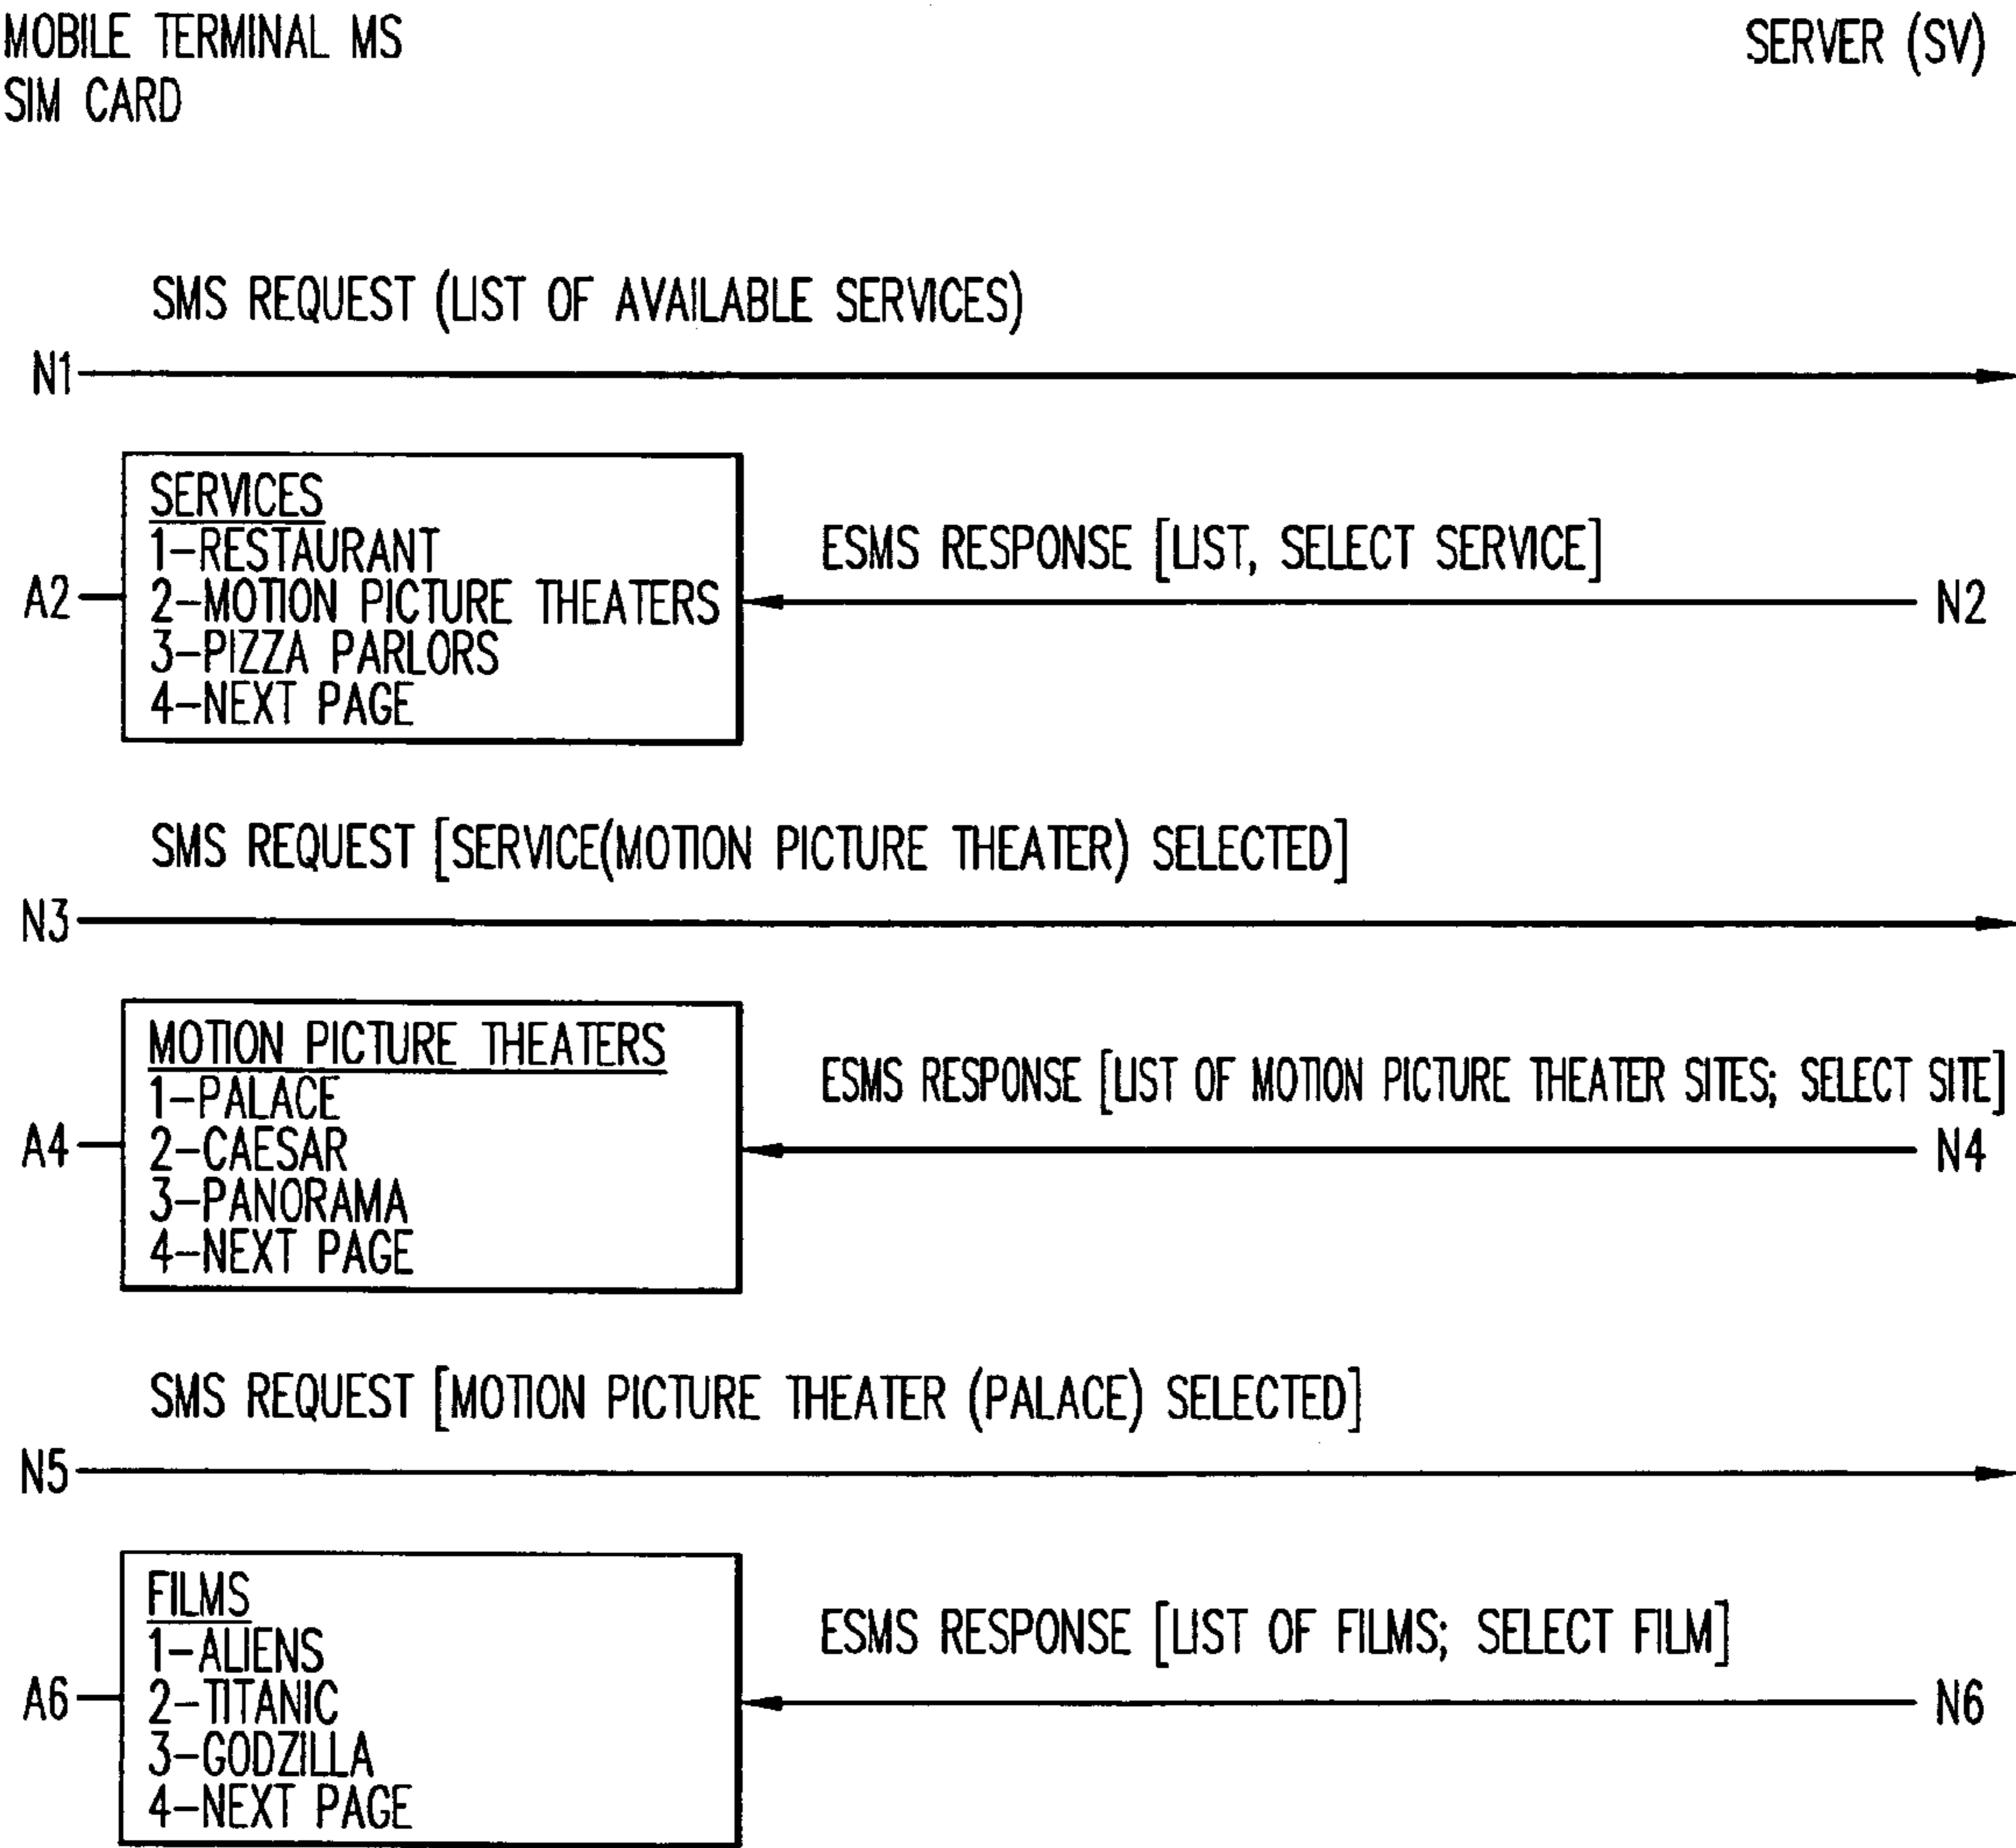 MOBILE TERMINAL MS
SIM CARD
SERVER (SV)
SMS REQUEST (LIST OF AVAILABLE SERVICES)
N1
SERVICES
1-RESTAURANT
2-MOTION PICTURE THEATERS
3-PIZZA PARLORS
4-NEXT PAGE
A2
ESMS RESPONSE [LIST, SELECT SERVICE]
N2
SMS REQUEST [SERVICE(MOTION PICTURE THEATER) SELECTED]
N3
MOTION PICTURE THEATERS
1-PALACE
2-CAESAR
3-PANORAMA
4-NEXT PAGE
A4
ESMS RESPONSE [LIST OF MOTION PICTURE THEATER SITES; SELECT SITE]
N4
SMS REQUEST [MOTION PICTURE THEATER (PALACE) SELECTED]
N5
FILMS
1-ALIENS
2-TITANIC
3-GODZILLA
4-NEXT PAGE
A6
ESMS RESPONSE [LIST OF FILMS; SELECT FILM]
N6